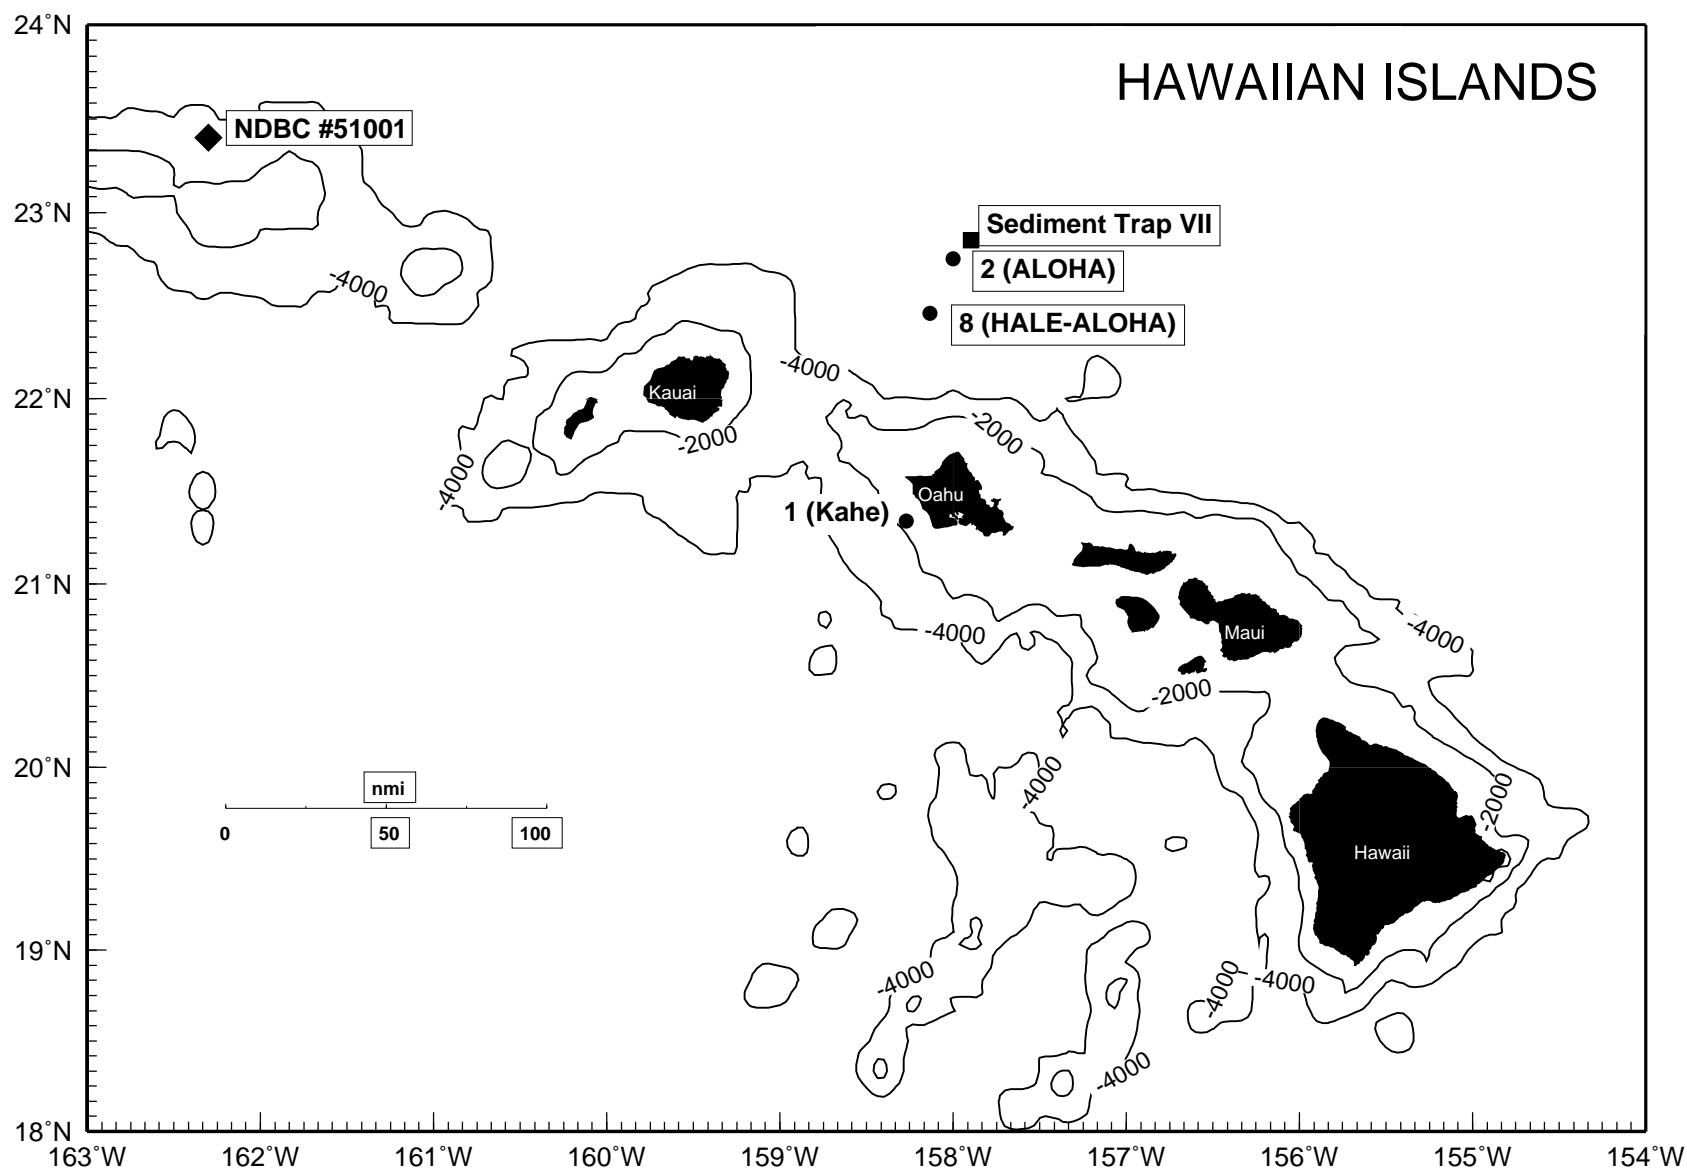 HAWAIIAN ISLANDS
24˚N
23˚N
22˚N
21˚N
20˚N
19˚N
18˚N
NDBC #51001
Sediment Trap VII
2 (ALOHA)
8 (HALE-ALOHA)
-4000
-4000
-2000
Kauai
-2000
-4000
Oahu
1 (Kahe)
-4000
-4000
Maui
-2000
-4000
-2000
nmi
0
50
100
Hawaii
-4000
-4000
-4000
-4000
163˚W
162˚W
161˚W
160˚W
159˚W
158˚W
157˚W
156˚W
155˚W
154˚W